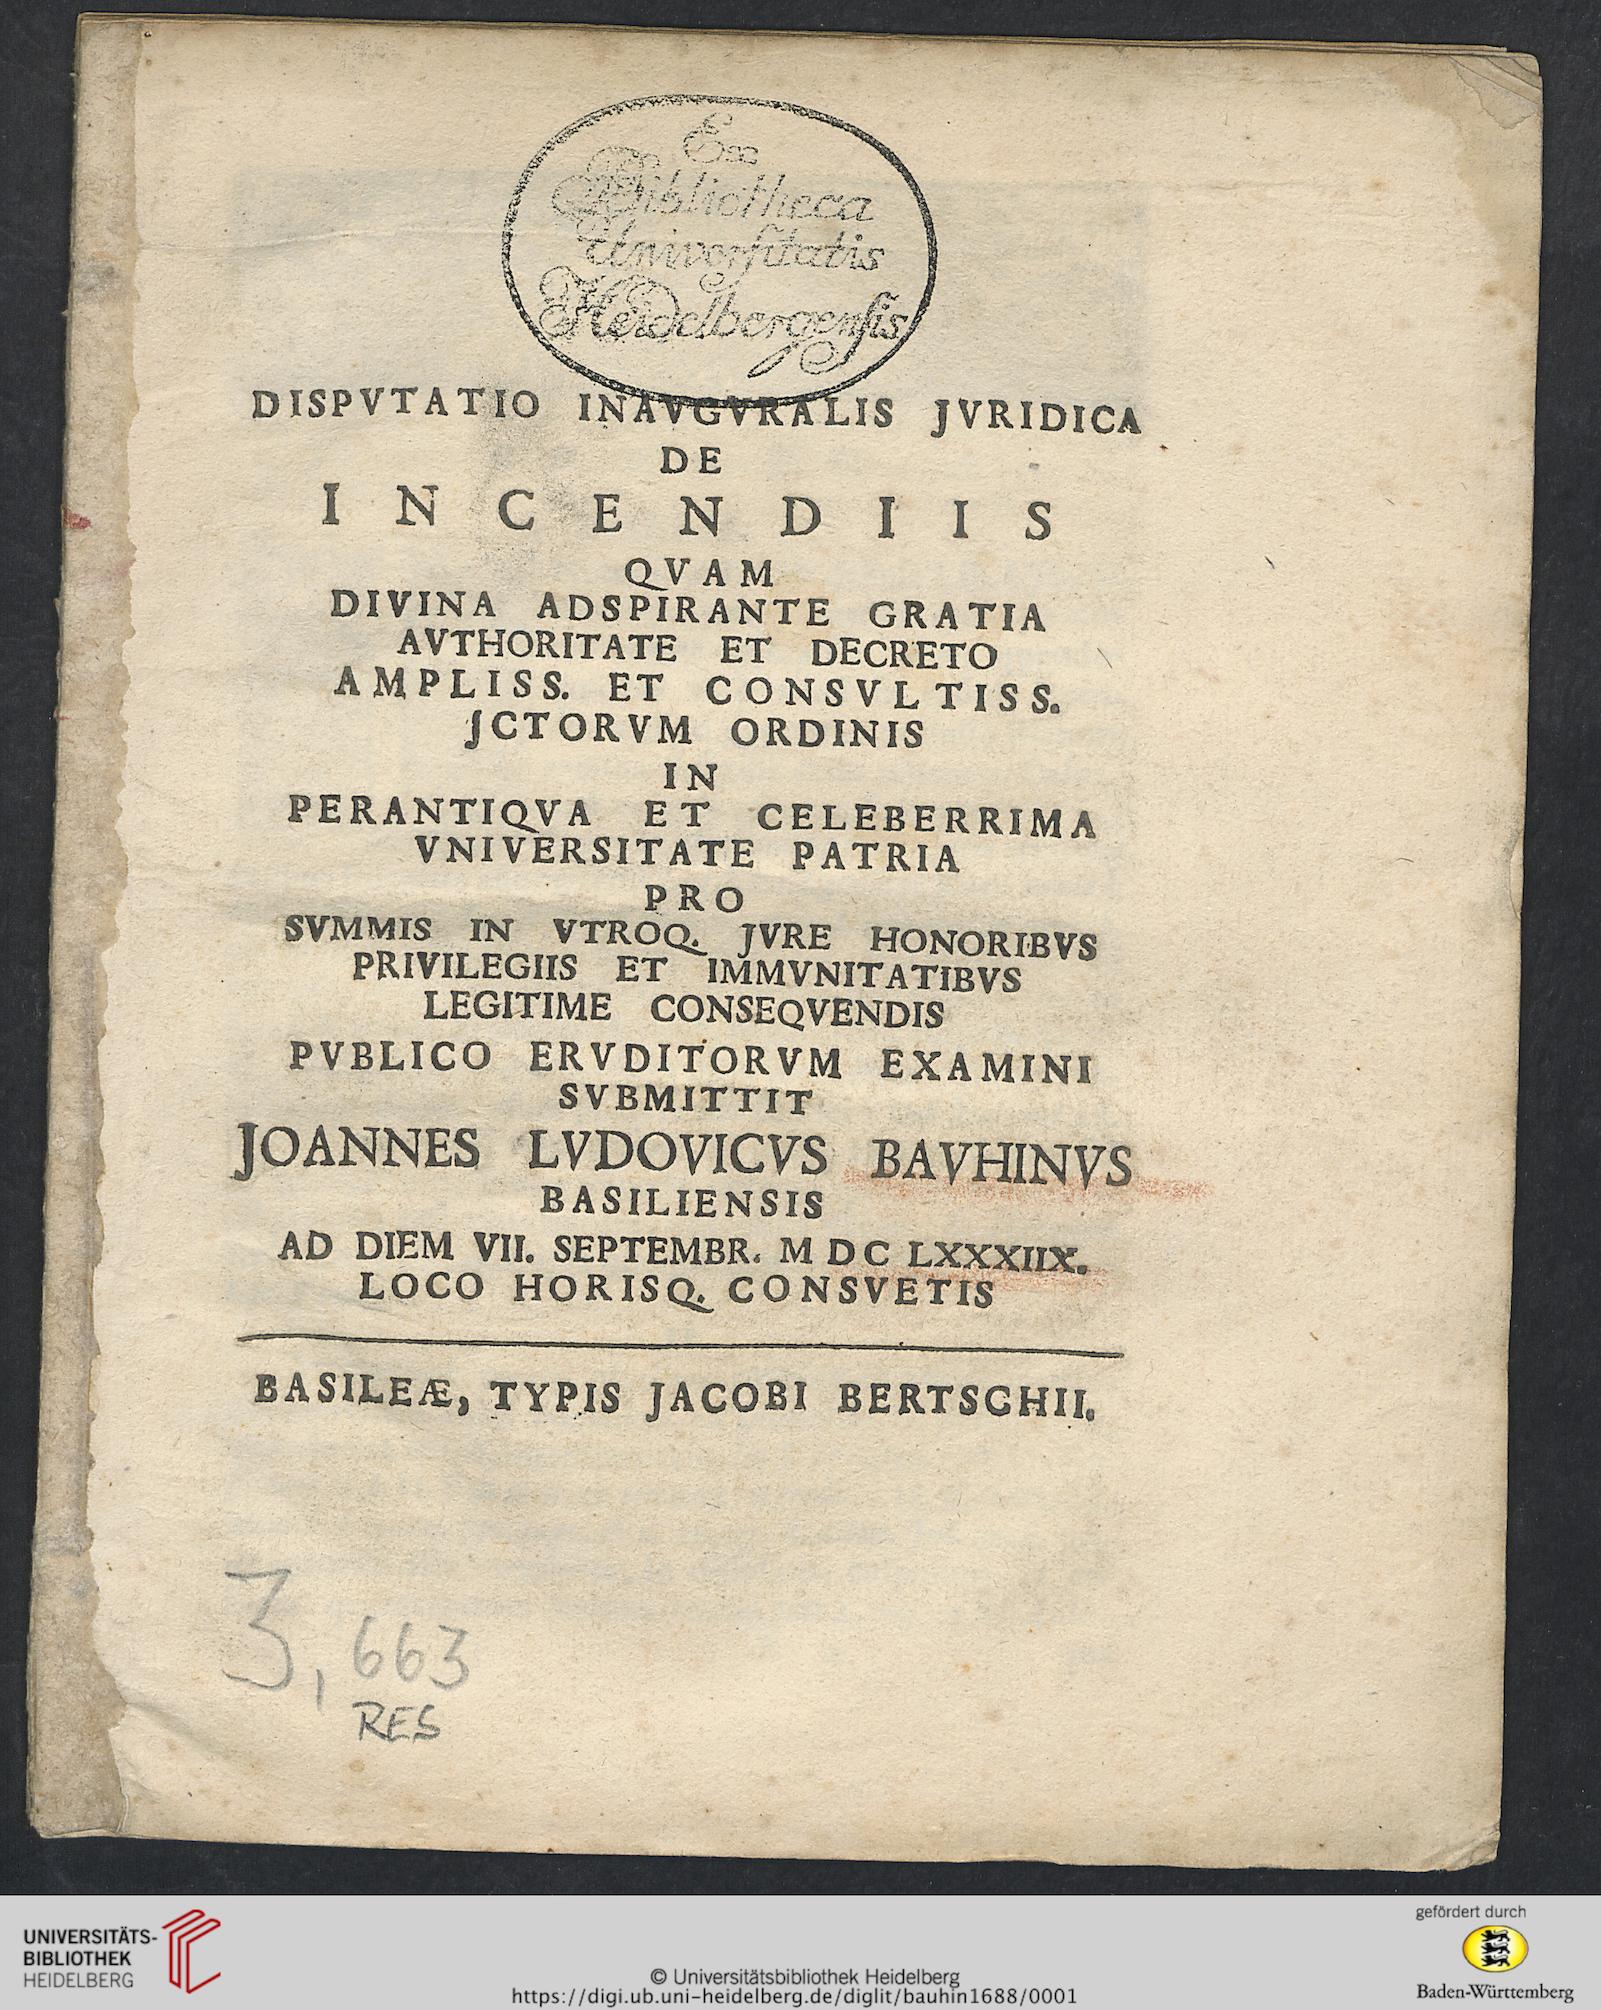 Ex
Bibliotheca
Universitatis
Heidelbergensis
DISPVTATIO INAVGVRALIS JVRIDICA
DE
INCENDIIS
QVAM
DIVINA ADSPIRANTE GRATIA
AVTHORITATE ET DECRETO
AMPLISS. ET CONSVLTISS.
JCTORVM ORDINIS
IN
PERANTIQVA ET CELEBERRIMA
VNIVERSITATE PATRIA
PRO
SVMMIS IN VTROQ. JVRE HONORIBVS
PRIVILEGIIS ET IMMVNITATIBVS
LEGITIME CONSEQVENDIS
PVBLICO ERVDITORVM EXAMINI
SVBMITTIT
JOANNES LVDOVICVS BAVHINVS
BASILIENSIS
AD DIEM VII. SEPTEMBR. M DC LXXXIIX.
LOCO HORISQ. CONSVETIS
BASILEÆ, TYPIS JACOBI BERTSCHII.
3, 663
RES
UNIVERSITÄTS-
BIBLIOTHEK
HEIDELBERG
© Universitätsbibliothek Heidelberg
https://digi.ub.uni-heidelberg.de/diglit/bauhin1688/0001
gefördert durch
Baden-Württemberg